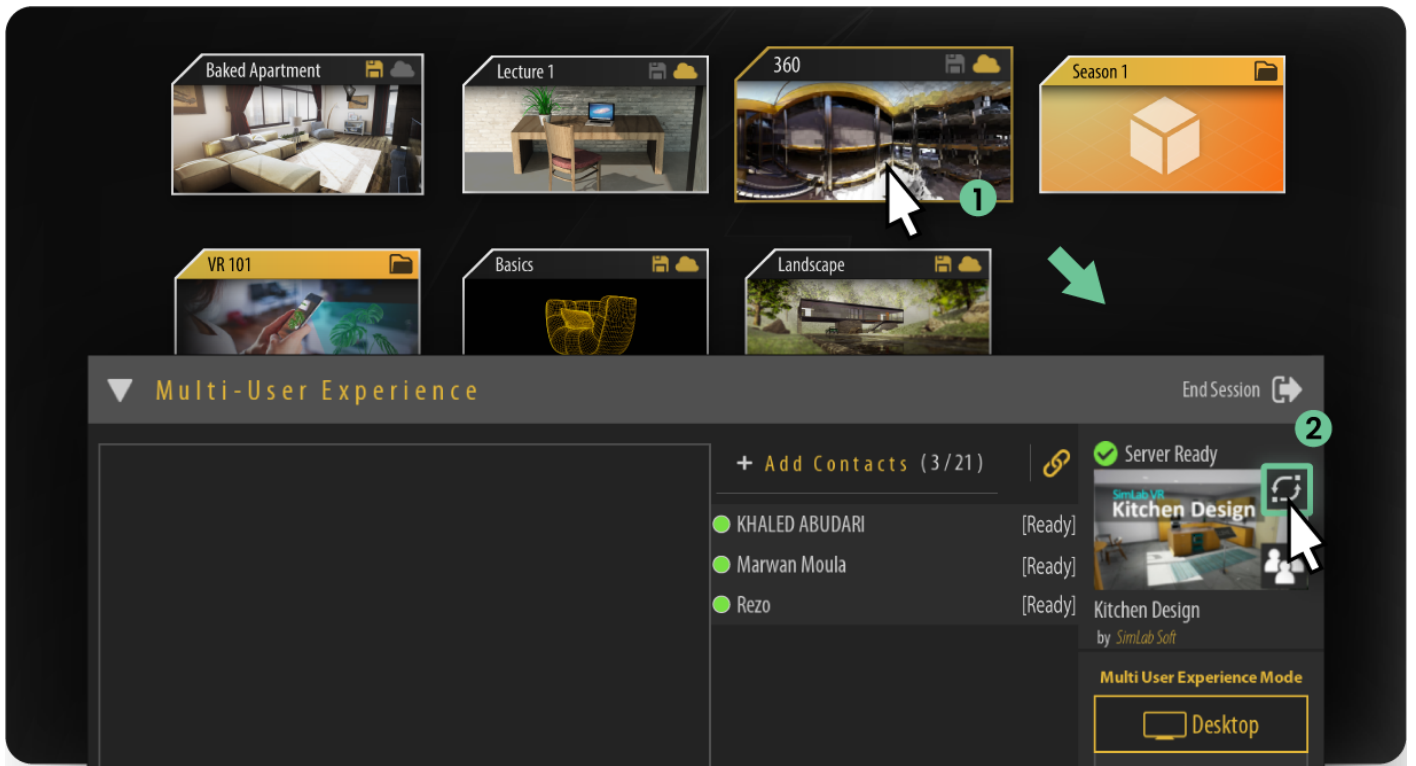 Baked Apartment
Lecture 1
360
Season 1
1
VR 101
Basics
Landscape
Multi-User Experience
End Session
2
+ Add Contacts (3/21)
Server Ready
SimLab VR
Kitchen Design
KHALED ABUDARI [Ready]
Marwan Moula [Ready]
Rezo [Ready]
Kitchen Design
by SimLab Soft
Multi User Experience Mode
Desktop